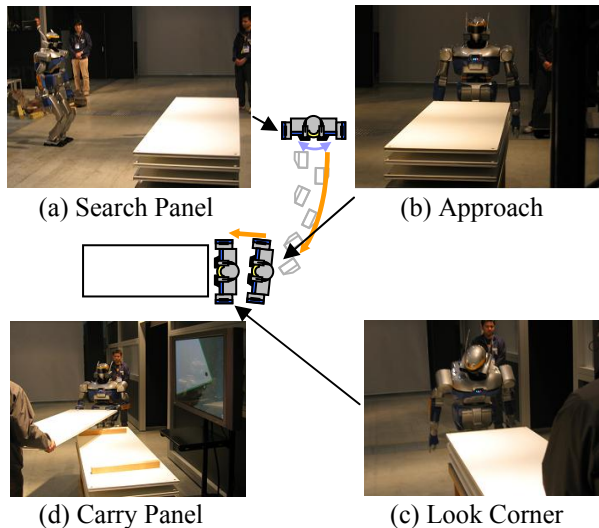 (a) Search Panel
(b) Approach
(d) Carry Panel
(c) Look Corner